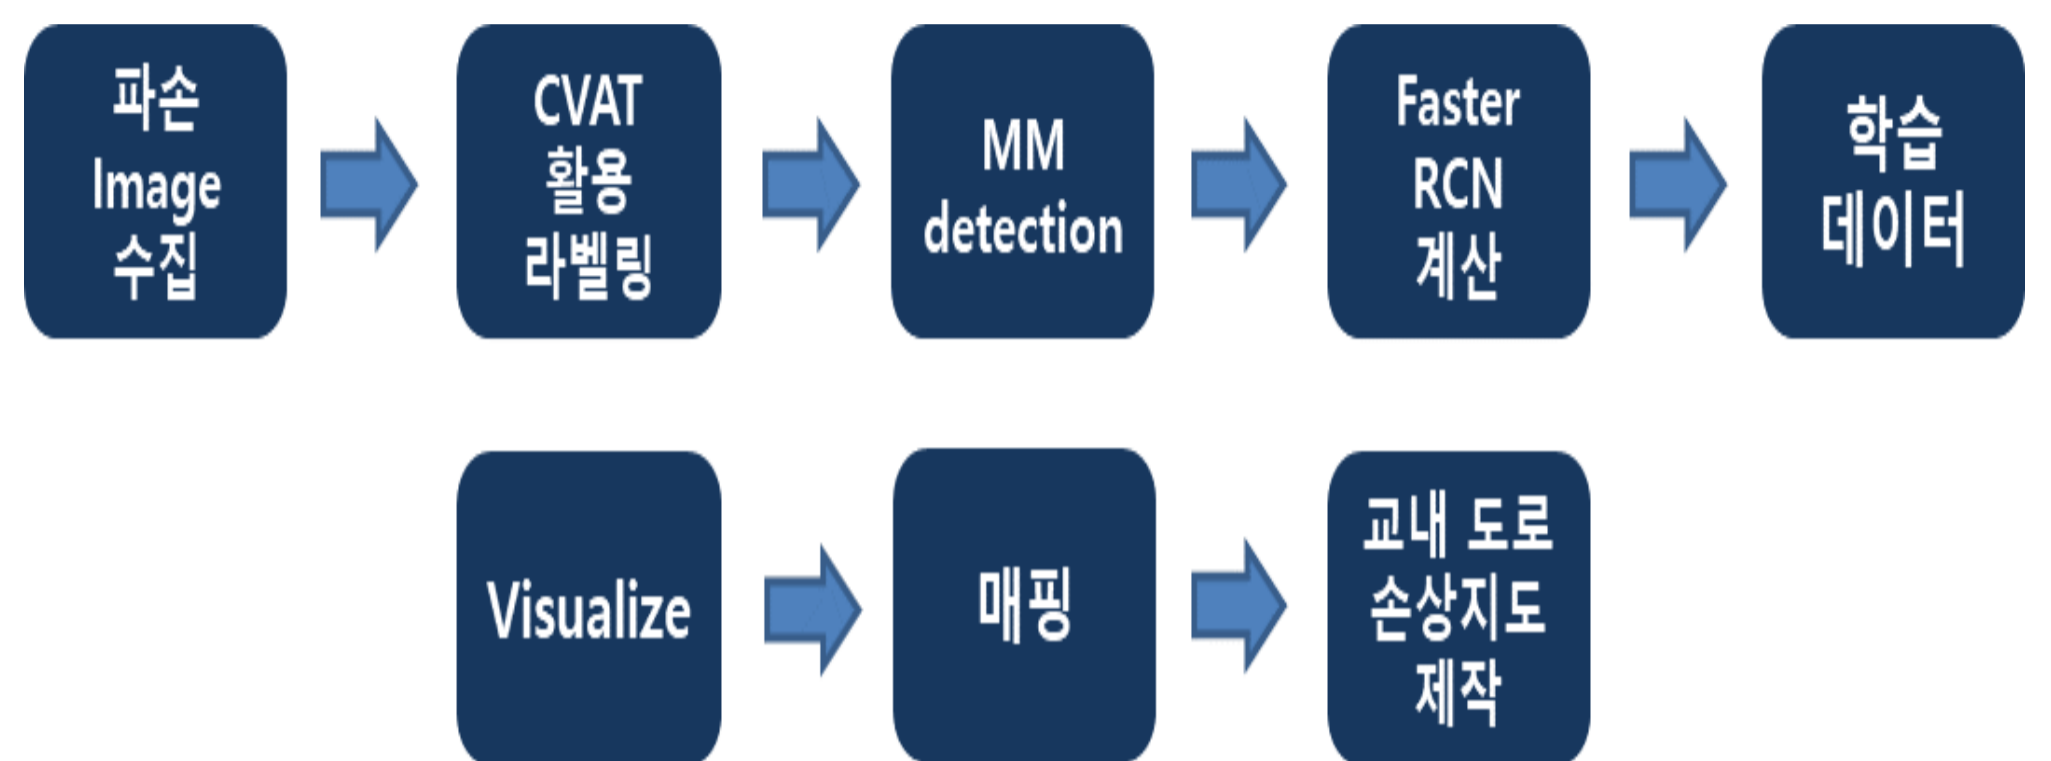 파손
Image
수집
CVAT
활용
라벨링
MM
detection
Faster
RCN
계산
학습
데이터
Visualize
매핑
교내 도로
손상지도
제작